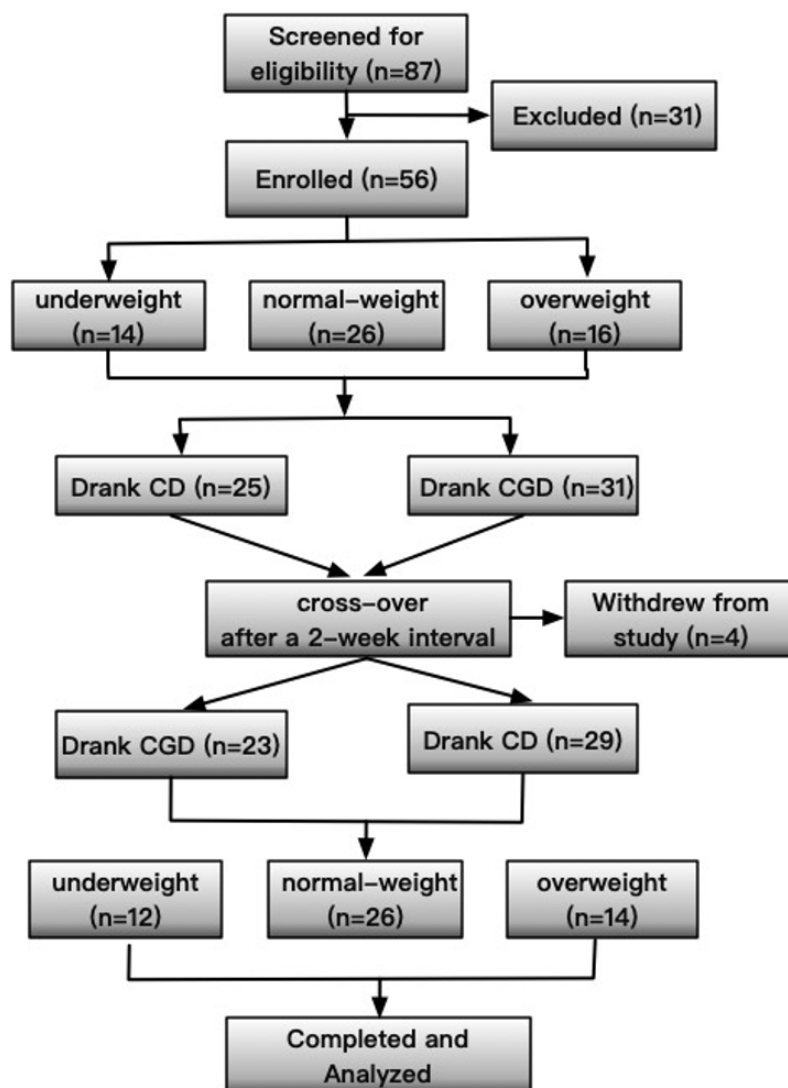 Screened for
eligibility (n=87)
Excluded (n=31)
Enrolled (n=56)
underweight
(n=14)
normal-weight
(n=26)
overweight
(n=16)
Drank CD (n=25)
Drank CGD (n=31)
cross-over
after a 2-week interval
Withdrew from
study (n=4)
Drank CGD (n=23)
Drank CD (n=29)
underweight
(n=12)
normal-weight
(n=26)
overweight
(n=14)
Completed and
Analyzed